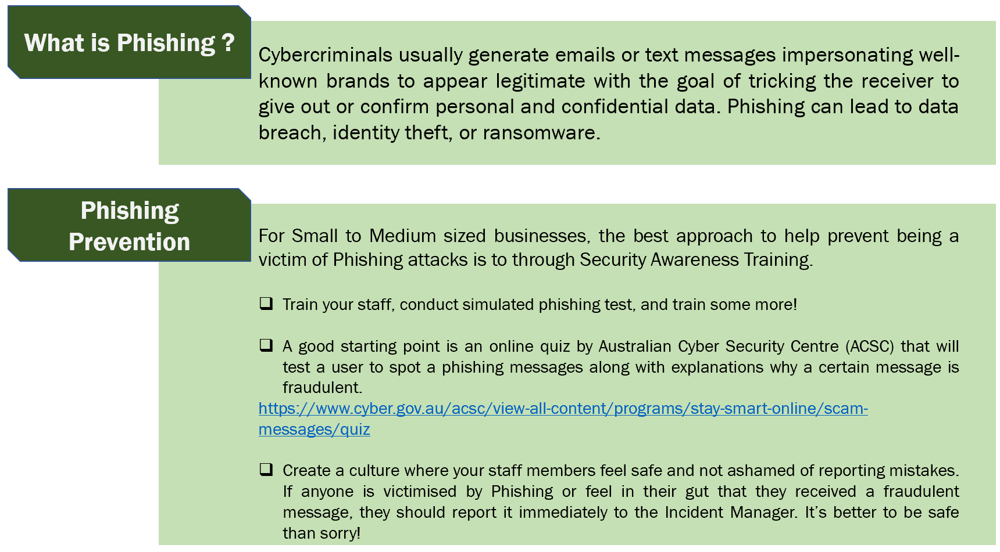 What is Phishing ?
Cybercriminals usually generate emails or text messages impersonating well-
known brands to appear legitimate with the goal of tricking the receiver to
give out or confirm personal and confidential data. Phishing can lead to data
breach, identity theft, or ransomware.
Phishing
Prevention
For Small to Medium sized businesses, the best approach to help prevent being a
victim of Phishing attacks is to through Security Awareness Training.
❑ Train your staff, conduct simulated phishing test, and train some more!
❑ A good starting point is an online quiz by Australian Cyber Security Centre (ACSC) that will
test a user to spot a phishing messages along with explanations why a certain message is
fraudulent.
https://www.cyber.gov.au/acsc/view-all-content/programs/stay-smart-online/scam-
messages/quiz
❑ Create a culture where your staff members feel safe and not ashamed of reporting mistakes.
If anyone is victimised by Phishing or feel in their gut that they received a fraudulent
message, they should report it immediately to the Incident Manager. It’s better to be safe
than sorry!